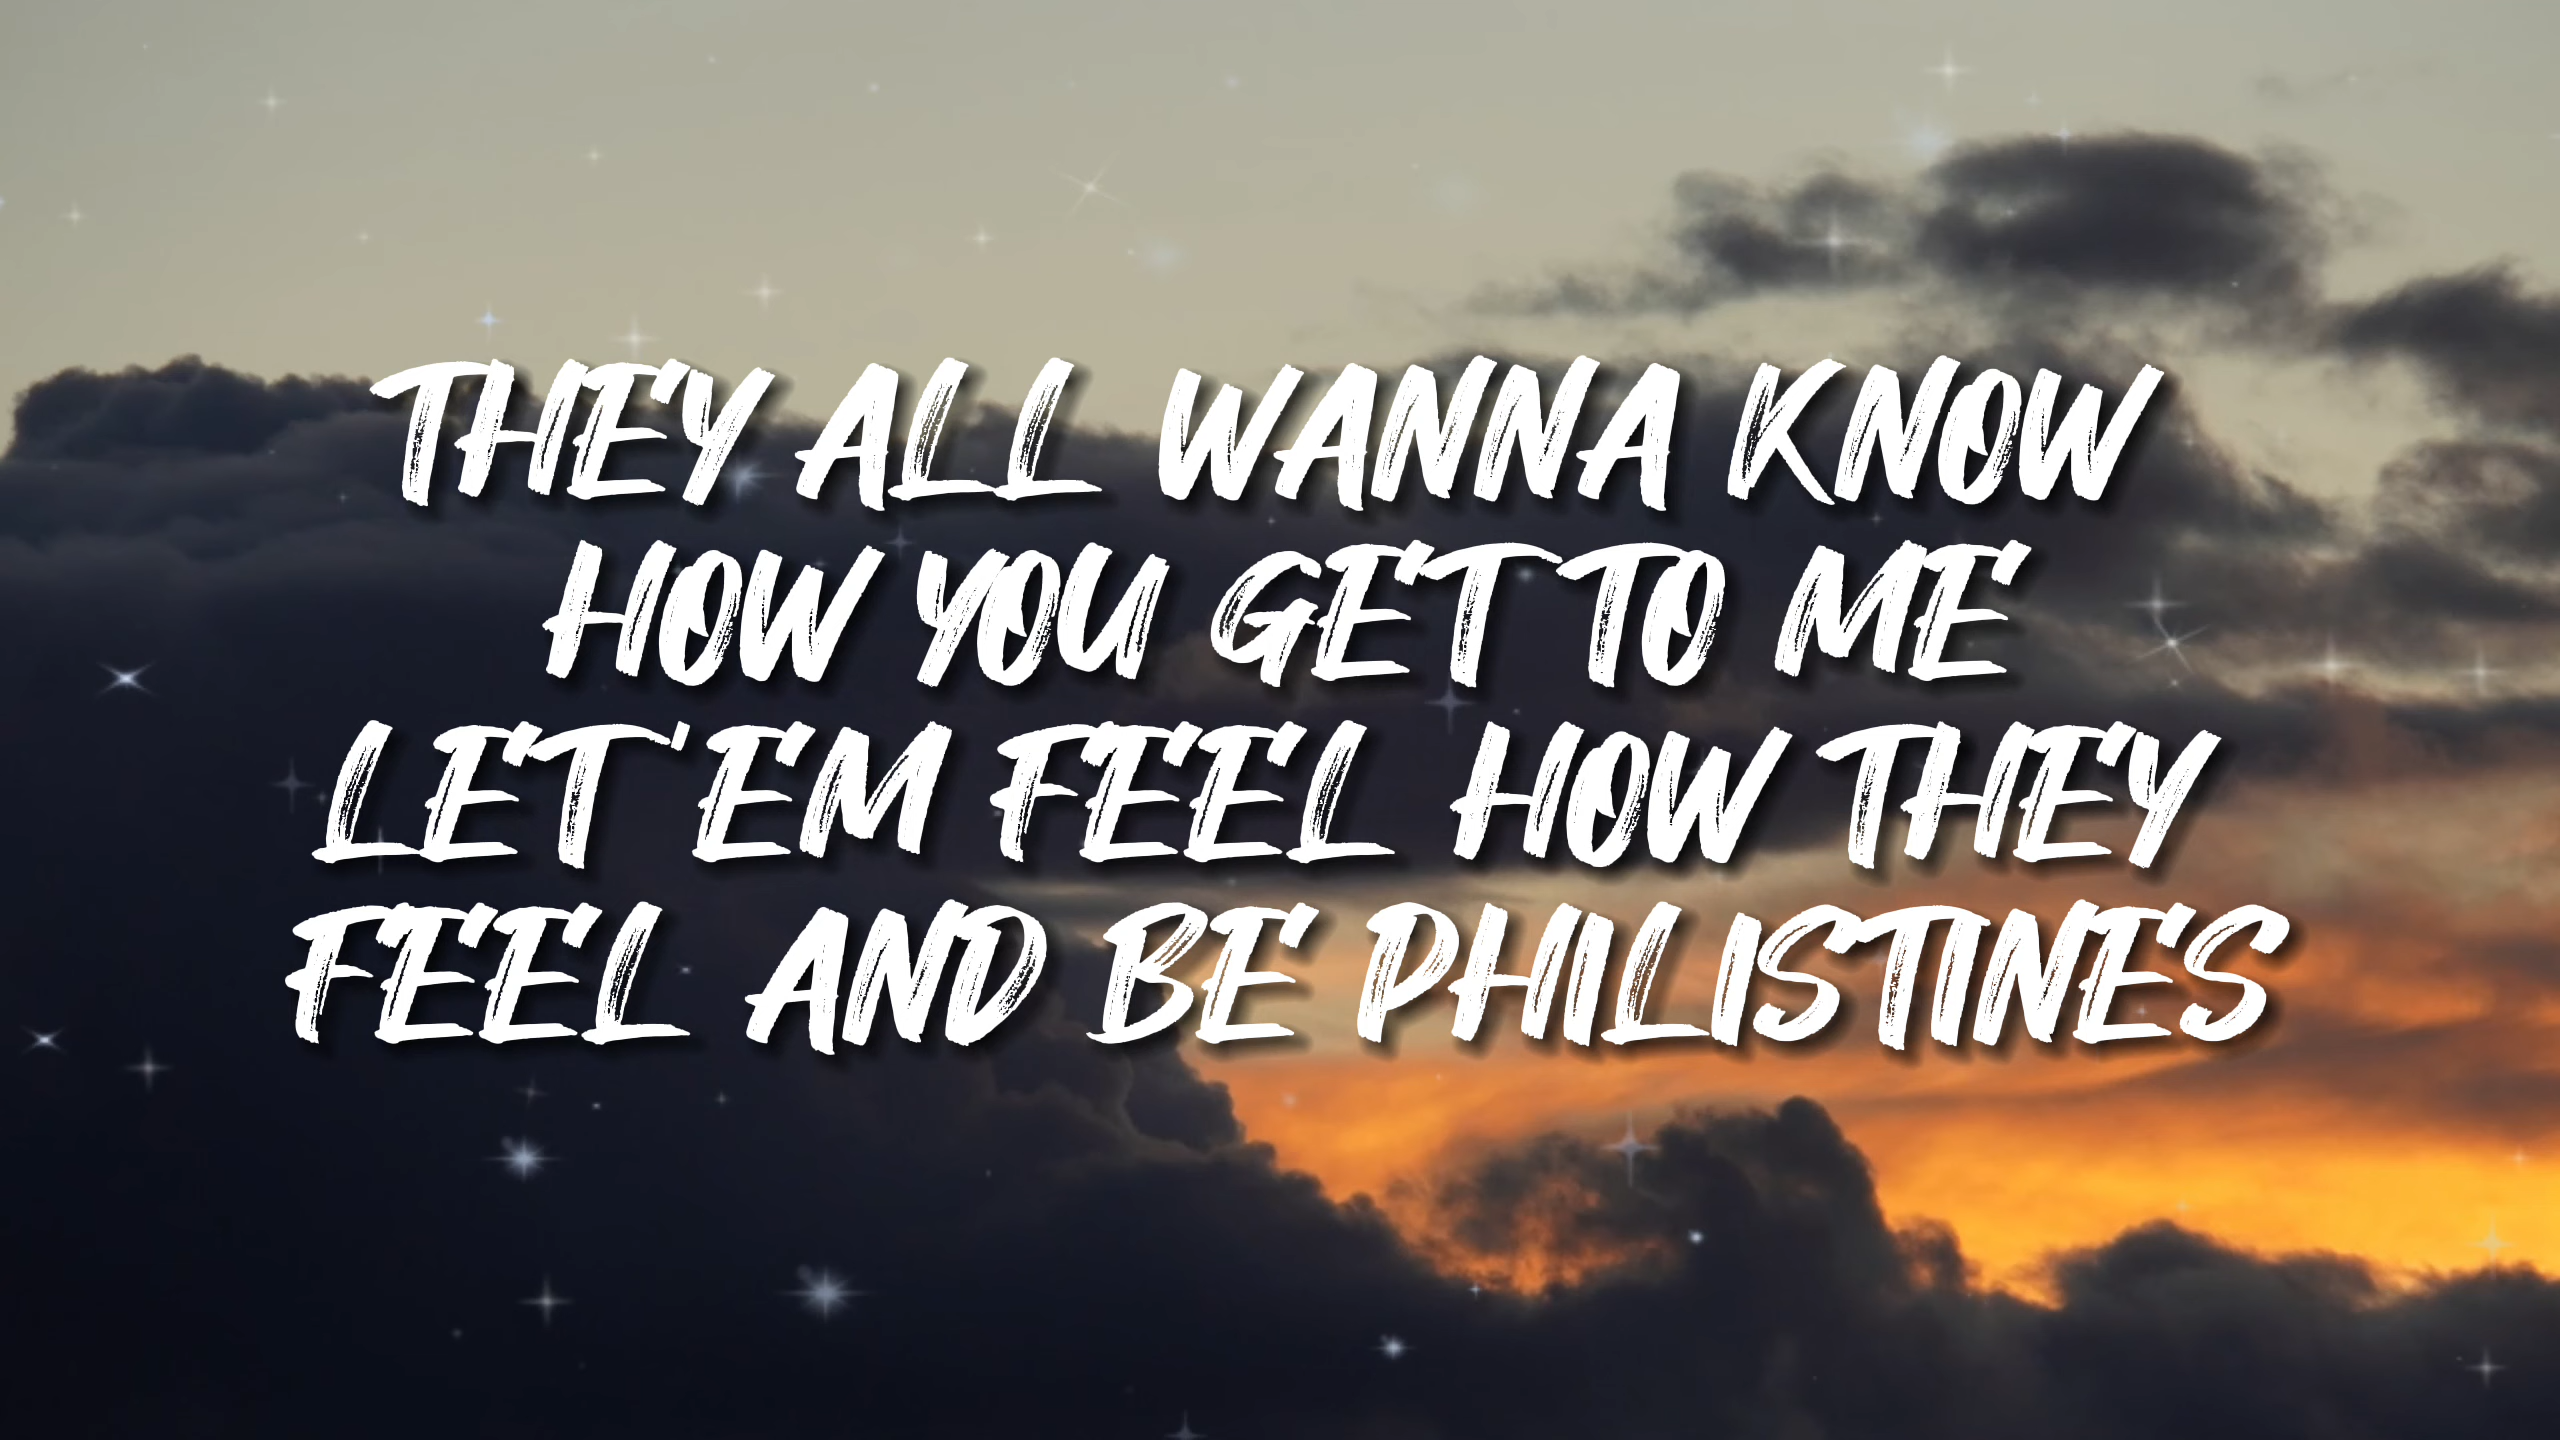 THEY ALL WANNA KNOW
HOW YOU GET TO ME
LET 'EM FEEL HOW THEY
FEEL AND BE PHILISTINES